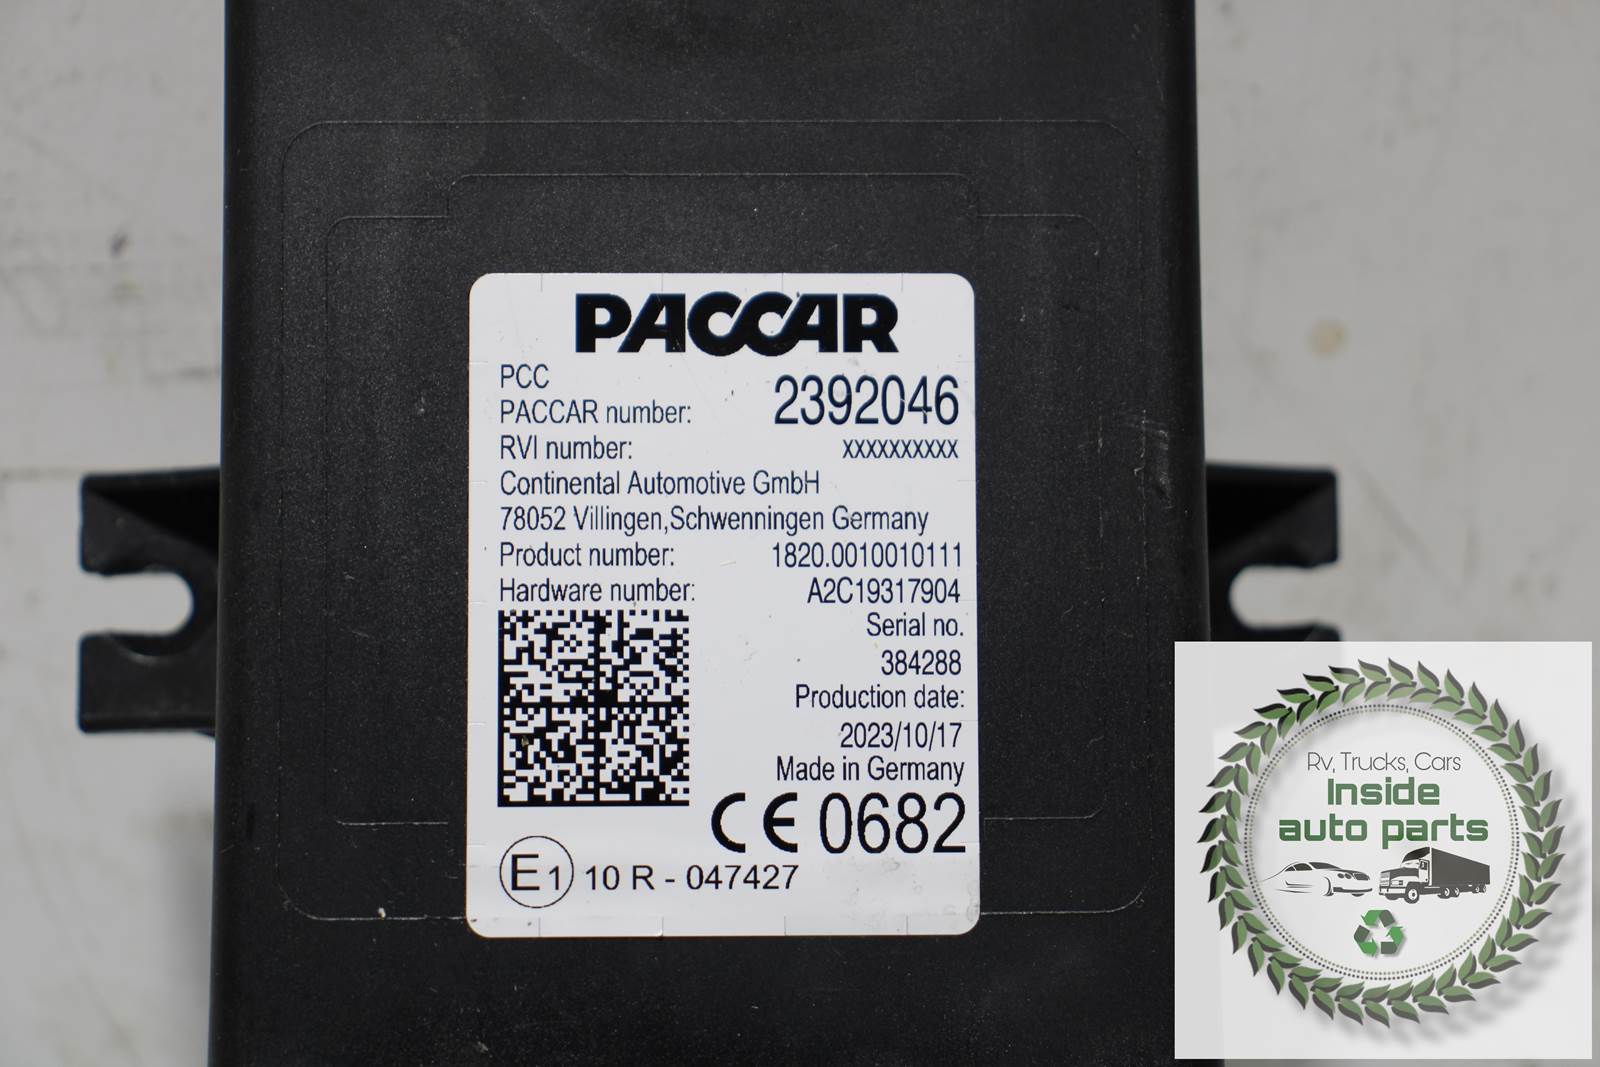 PACCAR
PCC
PACCAR number: 2392046
RVI number: xxxxxxxxxx
Continental Automotive GmbH
78052 Villingen,Schwenningen Germany
Product number: 1820.0010010111
Hardware number: A2C19317904
Serial no.
384288
Production date:
2023/10/17
Made in Germany
CE 0682
E1 10 R - 047427
Rv, Trucks, Cars
Inside
auto parts